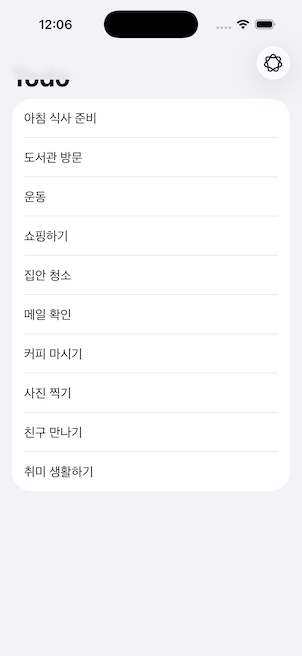 12:06
Todo
아침 식사 준비
도서관 방문
운동
쇼핑하기
집안 청소
메일 확인
커피 마시기
사진 찍기
친구 만나기
취미 생활하기